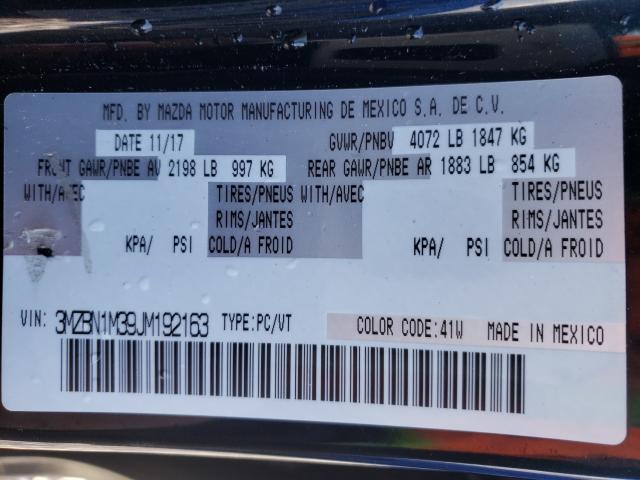 MFD. BY MAZDA MOTOR MANUFACTURING DE MEXICO S.A. DE C.V.
DATE 11/17 GVWR/PNBV 4072 LB 1847 KG
FRONT GAWR/PNBE AV 2198 LB 997 KG REAR GAWR/PNBE AR 1883 LB 854 KG
WITH/AVEC TIRES/PNEUS WITH/AVEC TIRES/PNEUS
RIMS/JANTES RIMS/JANTES
KPA/ PSI COLD/A FROID KPA/ PSI COLD/A FROID
VIN: 3MZBN1M39JM192163 TYPE:PC/VT COLOR CODE:41W MADE IN MEXICO